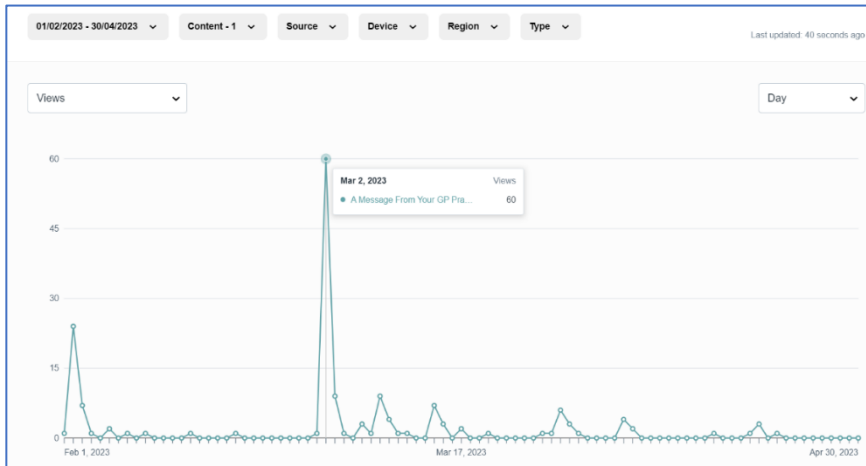 01/02/2023 - 30/04/2023 Content - 1 Source Device Region Type
Last updated: 40 seconds ago
Views Day
60
Mar 2, 2023 Views
A Message From Your GP Pra... 60
45
30
15
0
Feb 1, 2023 Mar 17, 2023 Apr 30, 2023